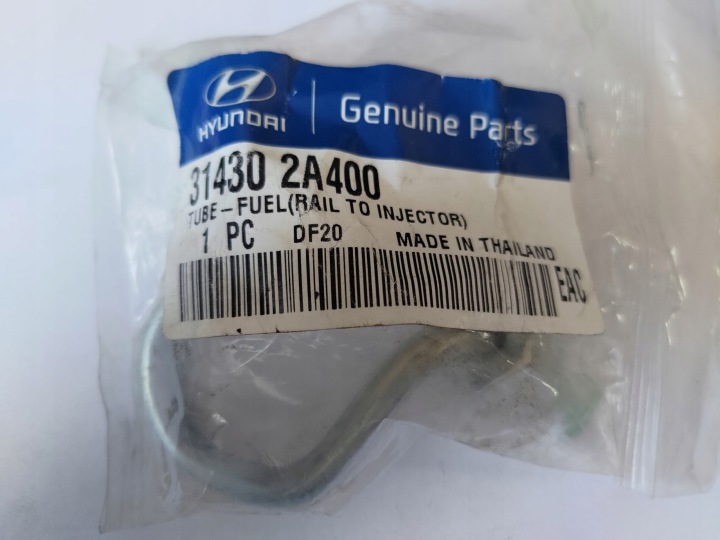 HYUNDAI
Genuine Parts
31430 2A400
TUBE-FUEL(RAIL TO INJECTOR)
1 PC DF20 MADE IN THAILAND
EAC